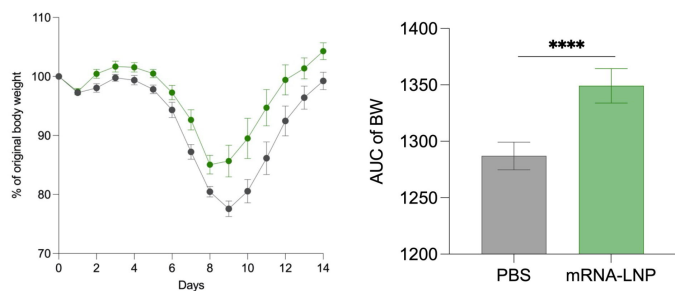 110
100
90
80
70
% of original body weight
0 2 4 6 8 10 12 14
Days
****
1400
1350
1300
1250
1200
AUC of BW
PBS mRNA-LNP